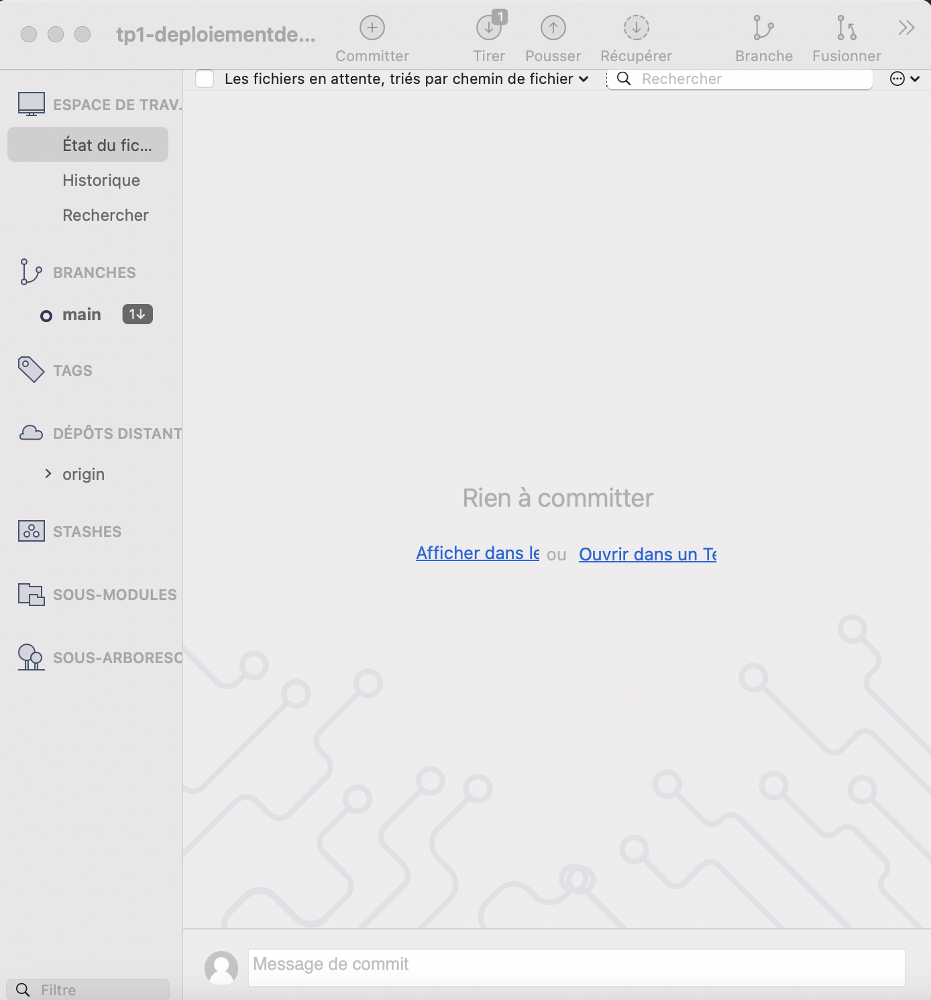 tp1-deploiementde...
Committer
1
Tirer
Pousser
Récupérer
Branche
Fusionner
Les fichiers en attente, triés par chemin de fichier
Rechercher
ESPACE DE TRAV.
État du fic...
Historique
Rechercher
BRANCHES
main 1↓
TAGS
DÉPÔTS DISTANT
origin
STASHES
SOUS-MODULES
SOUS-ARBORESC
Rien à committer
Afficher dans le ou Ouvrir dans un Te
Message de commit
Filtre